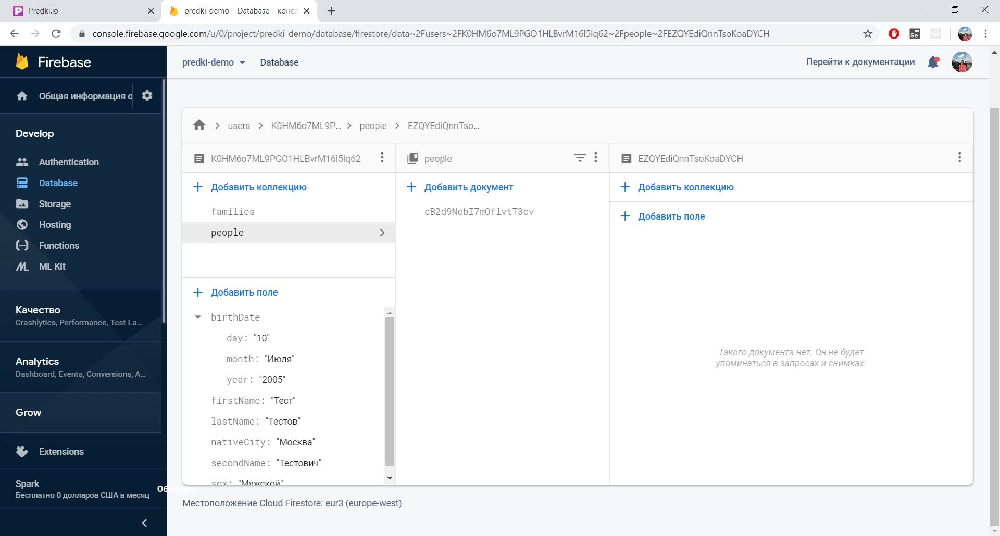 Predki.io
predki-demo – Database – консо
console.firebase.google.com/u/0/project/predki-demo/database/firestore/data~2Fusers~2FK0HM6o7ML9PGO1HLBvrM16l5lq62~2Fpeople~2FEZQYEdiQnnTsoKoaDYCH
Firebase
predki-demo
Database
Перейти к документации
Общая информация о
Develop
Authentication
Database
Storage
Hosting
Functions
ML Kit
Качество
Crashlytics, Performance, Test La...
Analytics
Dashboard, Events, Conversions, A...
Grow
Extensions
Spark
Бесплатно 0 долларов США в месяц
Обновить
users
K0HM6o7ML9P...
people
EZQYEdiQnnTso...
K0HM6o7ML9PGO1HLBvrM16l5lq62
Добавить коллекцию
families
people
Добавить поле
birthDate
day: "10"
month: "Июля"
year: "2005"
firstName: "Тест"
lastName: "Тестов"
nativeCity: "Москва"
secondName: "Тестович"
sex: "Мужской"
people
Добавить документ
cB2d9NcbI7mOflvtT3cv
EZQYEdiQnnTsoKoaDYCH
Добавить коллекцию
Добавить поле
Такого документа нет. Он не будет
упоминаться в запросах и снимках.
Местоположение Cloud Firestore: eur3 (europe-west)